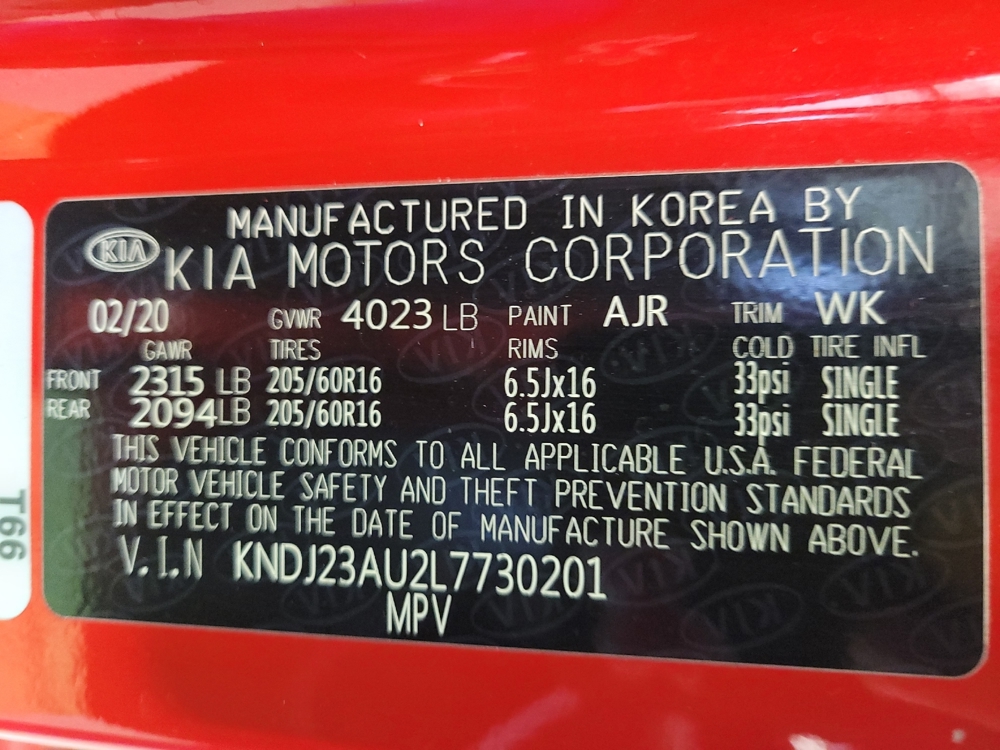 MANUFACTURED IN KOREA BY
KIA KIA MOTORS CORPORATION
02/20 GVWR 4023 LB PAINT AJR TRIM WK
GAWR TIRES RIMS COLD TIRE INFL
FRONT 2315 LB 205/60R16 6.5Jx16 33psi SINGLE
REAR 2094LB 205/60R16 6.5Jx16 33psi SINGLE
THIS VEHICLE CONFORMS TO ALL APPLICABLE U.S.A. FEDERAL
MOTOR VEHICLE SAFETY AND THEFT PREVENTION STANDARDS
IN EFFECT ON THE DATE OF MANUFACTURE SHOWN ABOVE.
V.I.N KNDJ23AU2L7730201
MPV